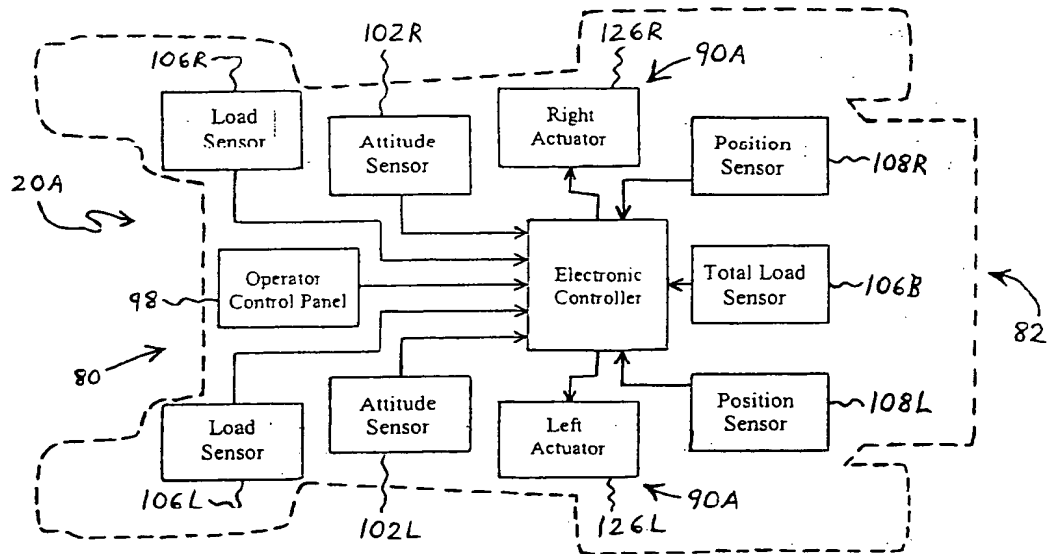 102R
126R
106R
90A
Load
Sensor
Attitude
Sensor
Right
Actuator
Position
Sensor
108R
20A
Operator
Control Panel
98
Electronic
Controller
Total Load
Sensor
106B
82
80
Load
Sensor
Attitude
Sensor
Left
Actuator
Position
Sensor
108L
106L
102L
126L
90A